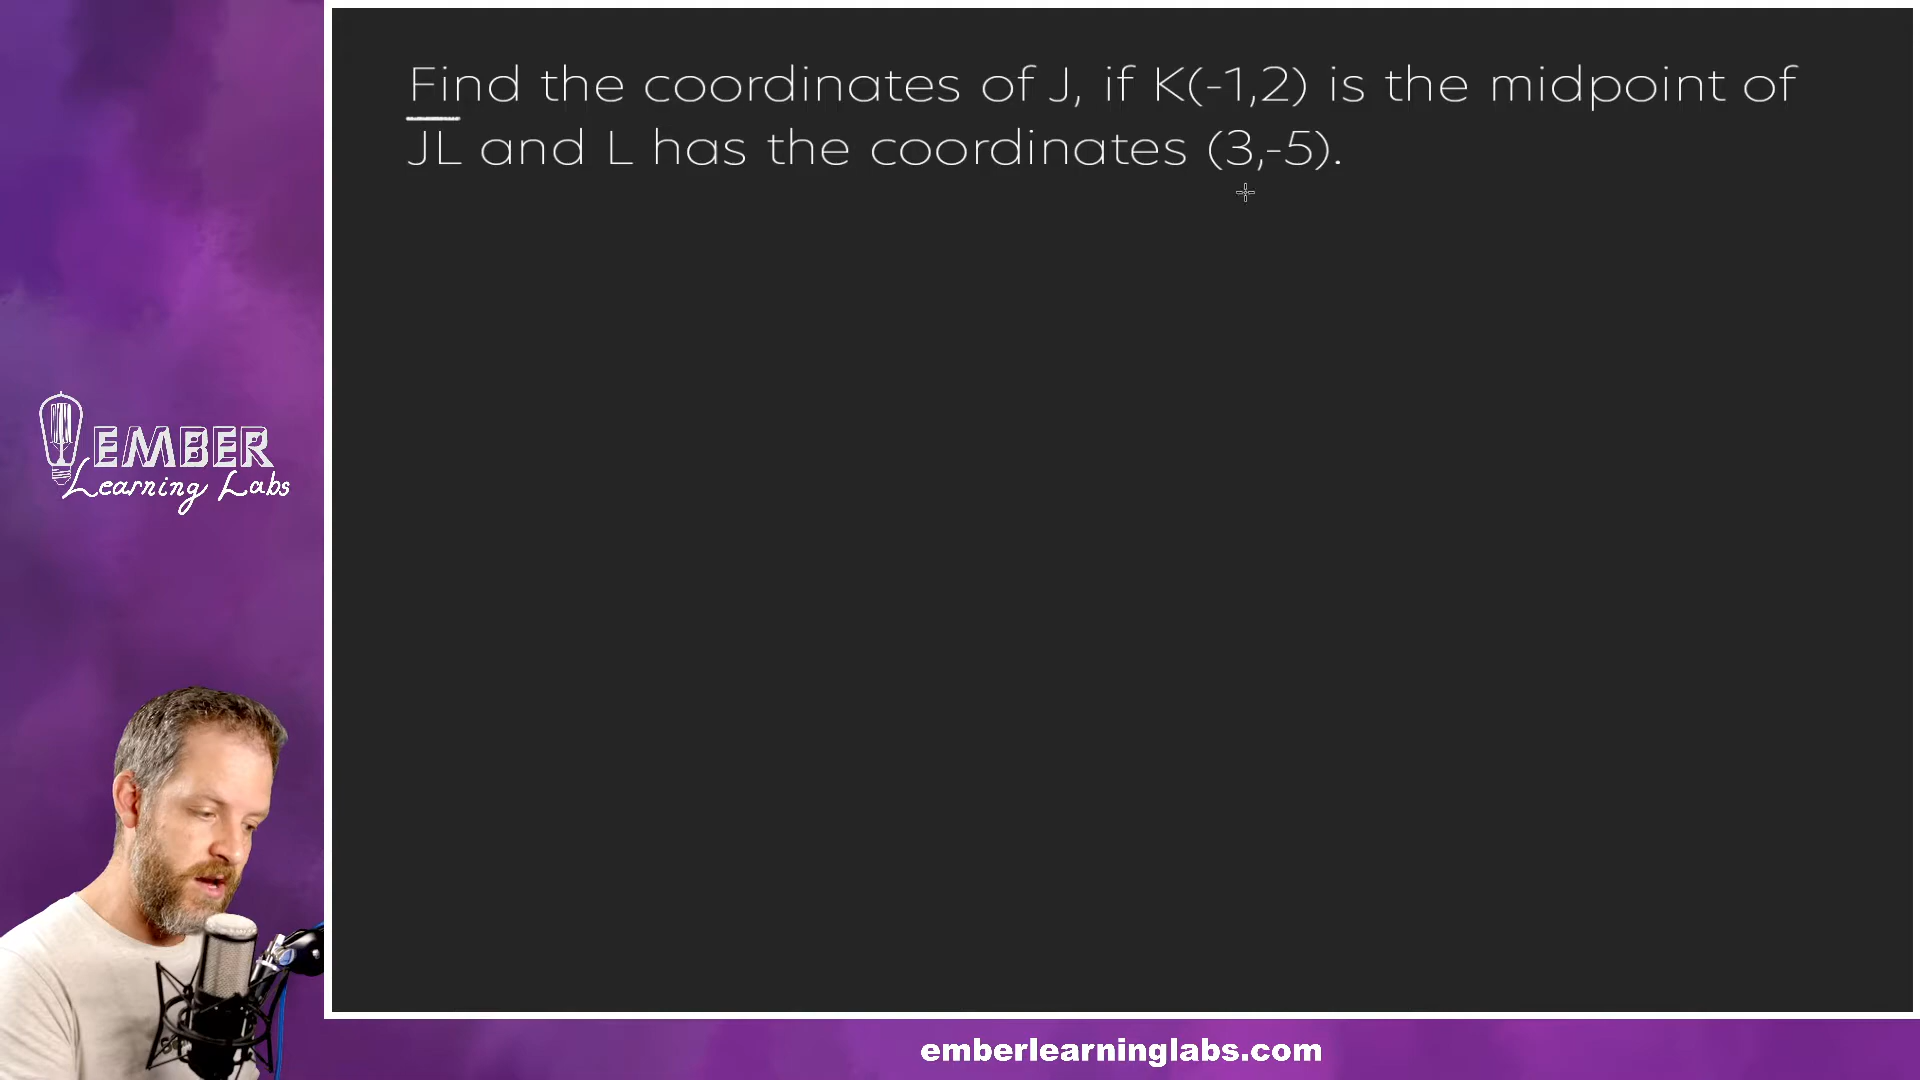 Find the coordinates of J, if K(-1,2) is the midpoint of
JL and L has the coordinates (3,-5).
EMBER
Learning Labs
emberlearninglabs.com